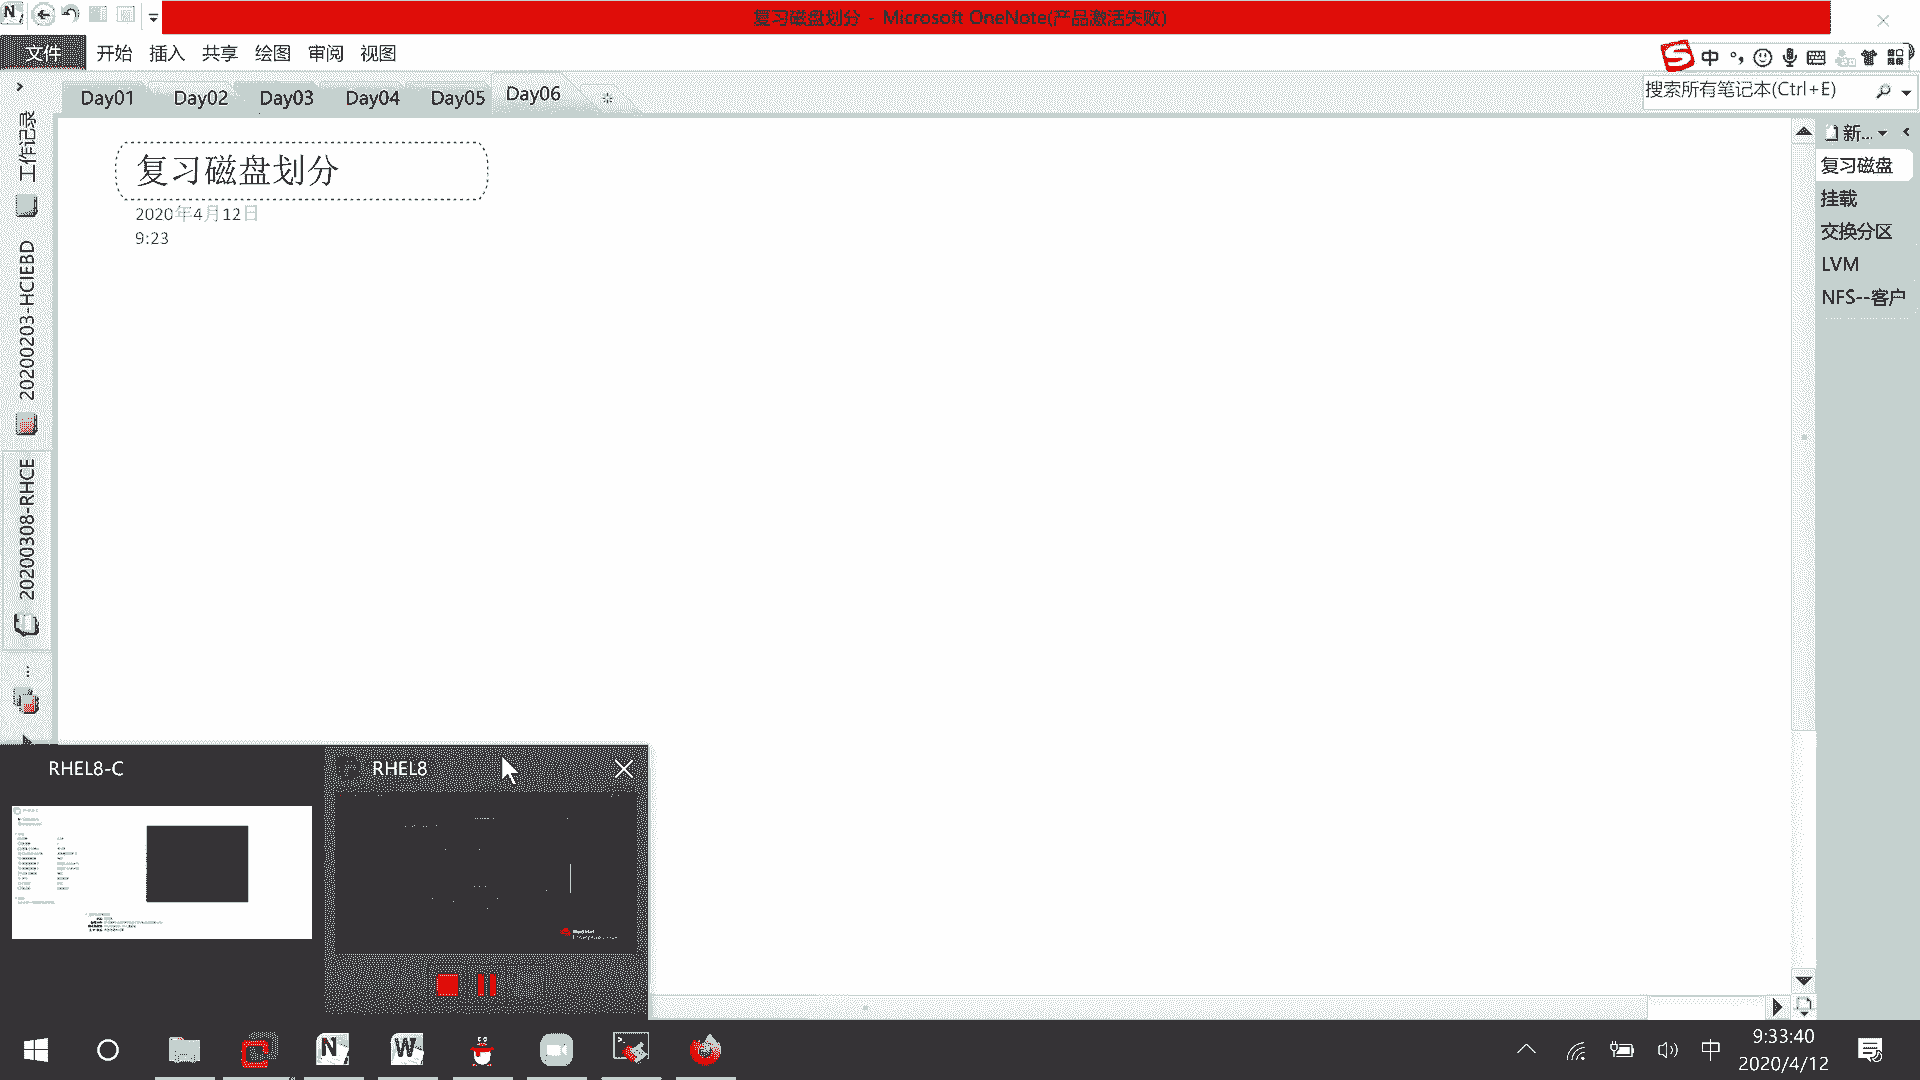 复习磁盘划分 - Microsoft OneNote(产品激活失败)
文件 开始 插入 共享 绘图 审阅 视图
中
Day01 Day02 Day03 Day04 Day05 Day06
搜索所有笔记本(Ctrl+E)
工作记录
20200203-HCIEBD
20200308-RHCE
复习磁盘划分
2020年4月12日
9:23
新...
复习磁盘
挂载
交换分区
LVM
NFS--客户
RHEL8-C
RHEL8
中
9:33:40
2020/4/12